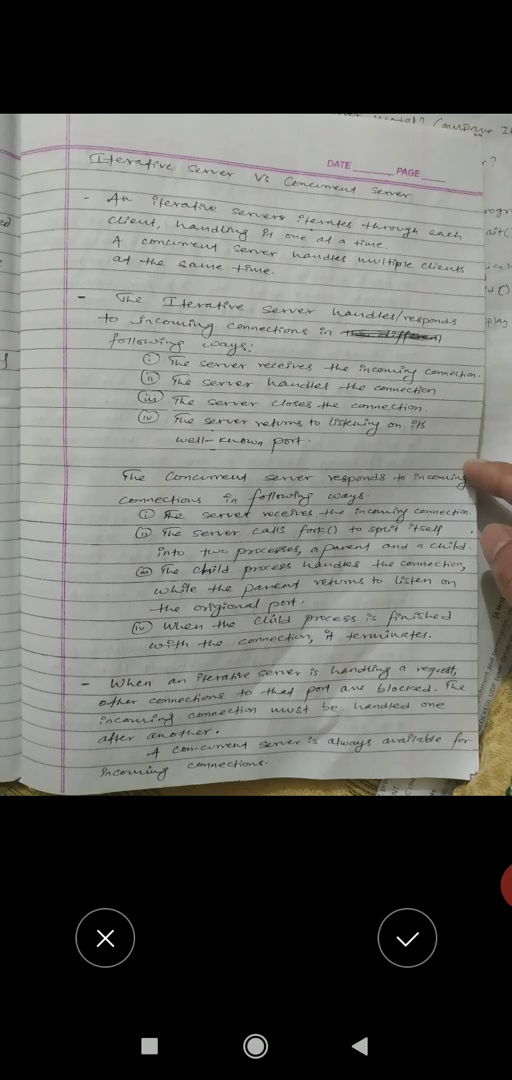 DATE PAGE
Iterative Server Vs Concurrent Server
- An iterative servers iterates through each
client, handling it one at a time.
A concurrent server handles multiple clients
at the same time.
- The Iterative server handles/responds
to incoming connections in
following ways:
(i) The server receives the incoming connection.
(ii) The server handles the connection
(iii) The server closes the connection.
(iv) The server returns to listening on its
well-known port.
The concurrent server responds to incoming
connections in following ways.
(i) The server receives the incoming connection.
(ii) The server calls fork() to split itself
into two processes, a parent and a child.
(iii) The child process handles the connection,
while the parent returns to listen on
the origional port.
(iv) When the child process is finished
with the connection, it terminates.
- When an iterative server is handling a request,
other connections to that port are blocked. The
incoming connection must be handled one
after another.
A concurrent server is always available for
incoming connections.